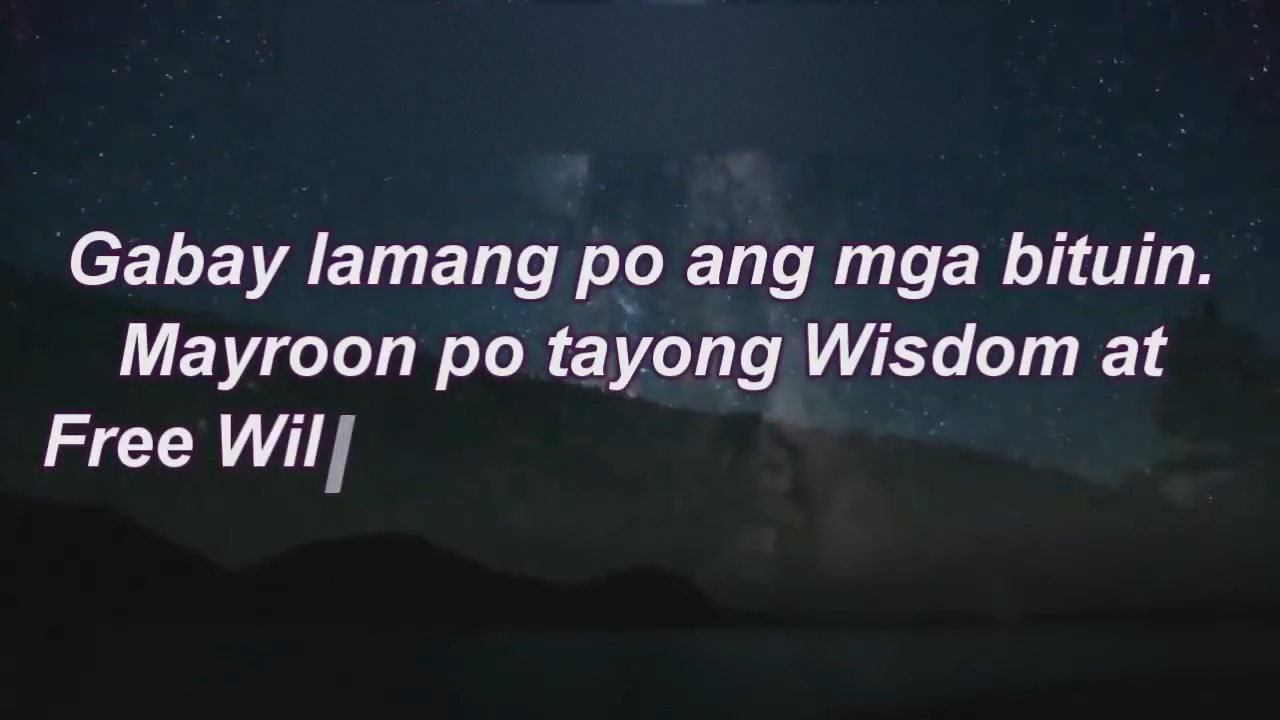 Gabay lamang po ang mga bituin.
Mayroon po tayong Wisdom at
Free Wil